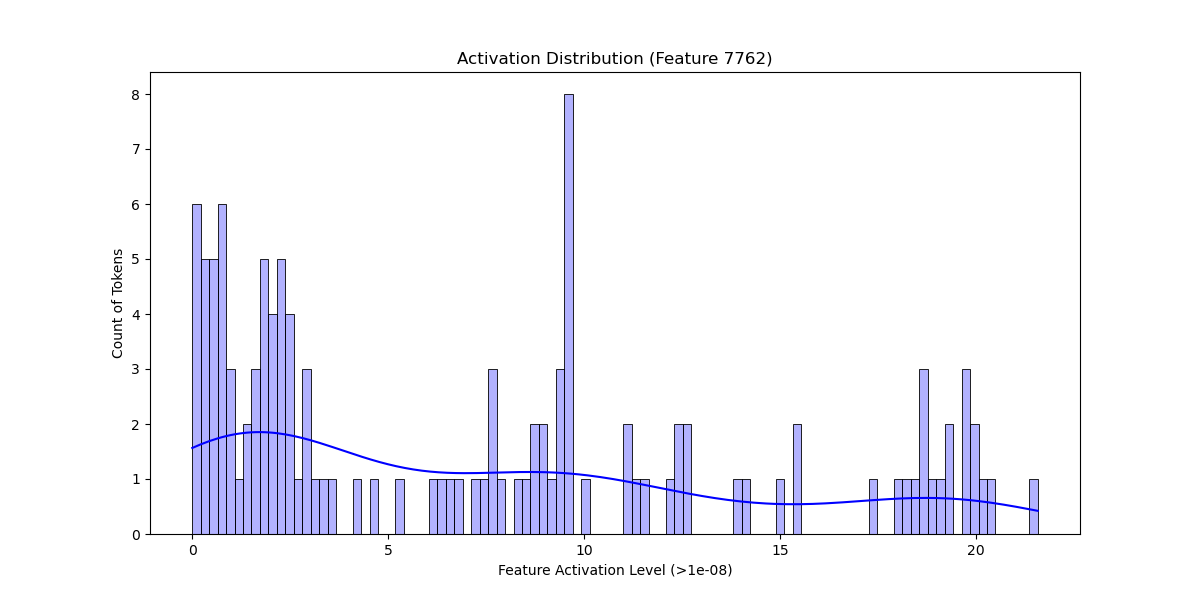 Activation Distribution (Feature 7762)
8
7
6
5
4
3
2
1
0
Count of Tokens
0 5 10 15 20
Feature Activation Level (>1e-08)